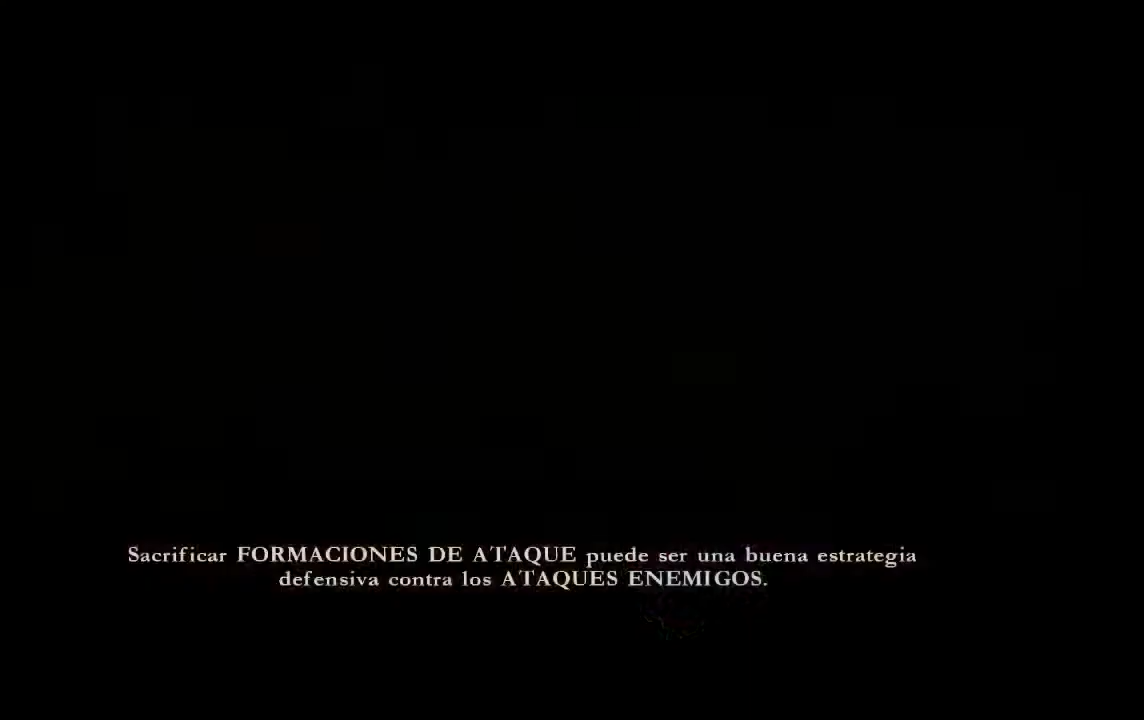 Sacrificar FORMACIONES DE ATAQUE puede ser una buena estrategia
defensiva contra los ATAQUES ENEMIGOS.